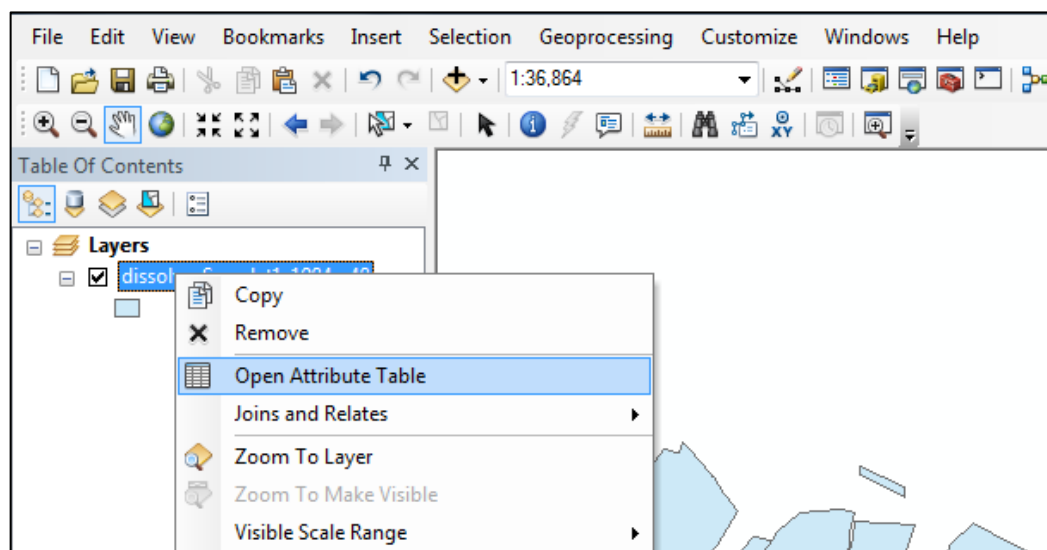 File Edit View Bookmarks Insert Selection Geoprocessing Customize Windows Help
1:36,864
XY
Table Of Contents
Layers
Copy
Remove
Open Attribute Table
Joins and Relates
Zoom To Layer
Zoom To Make Visible
Visible Scale Range